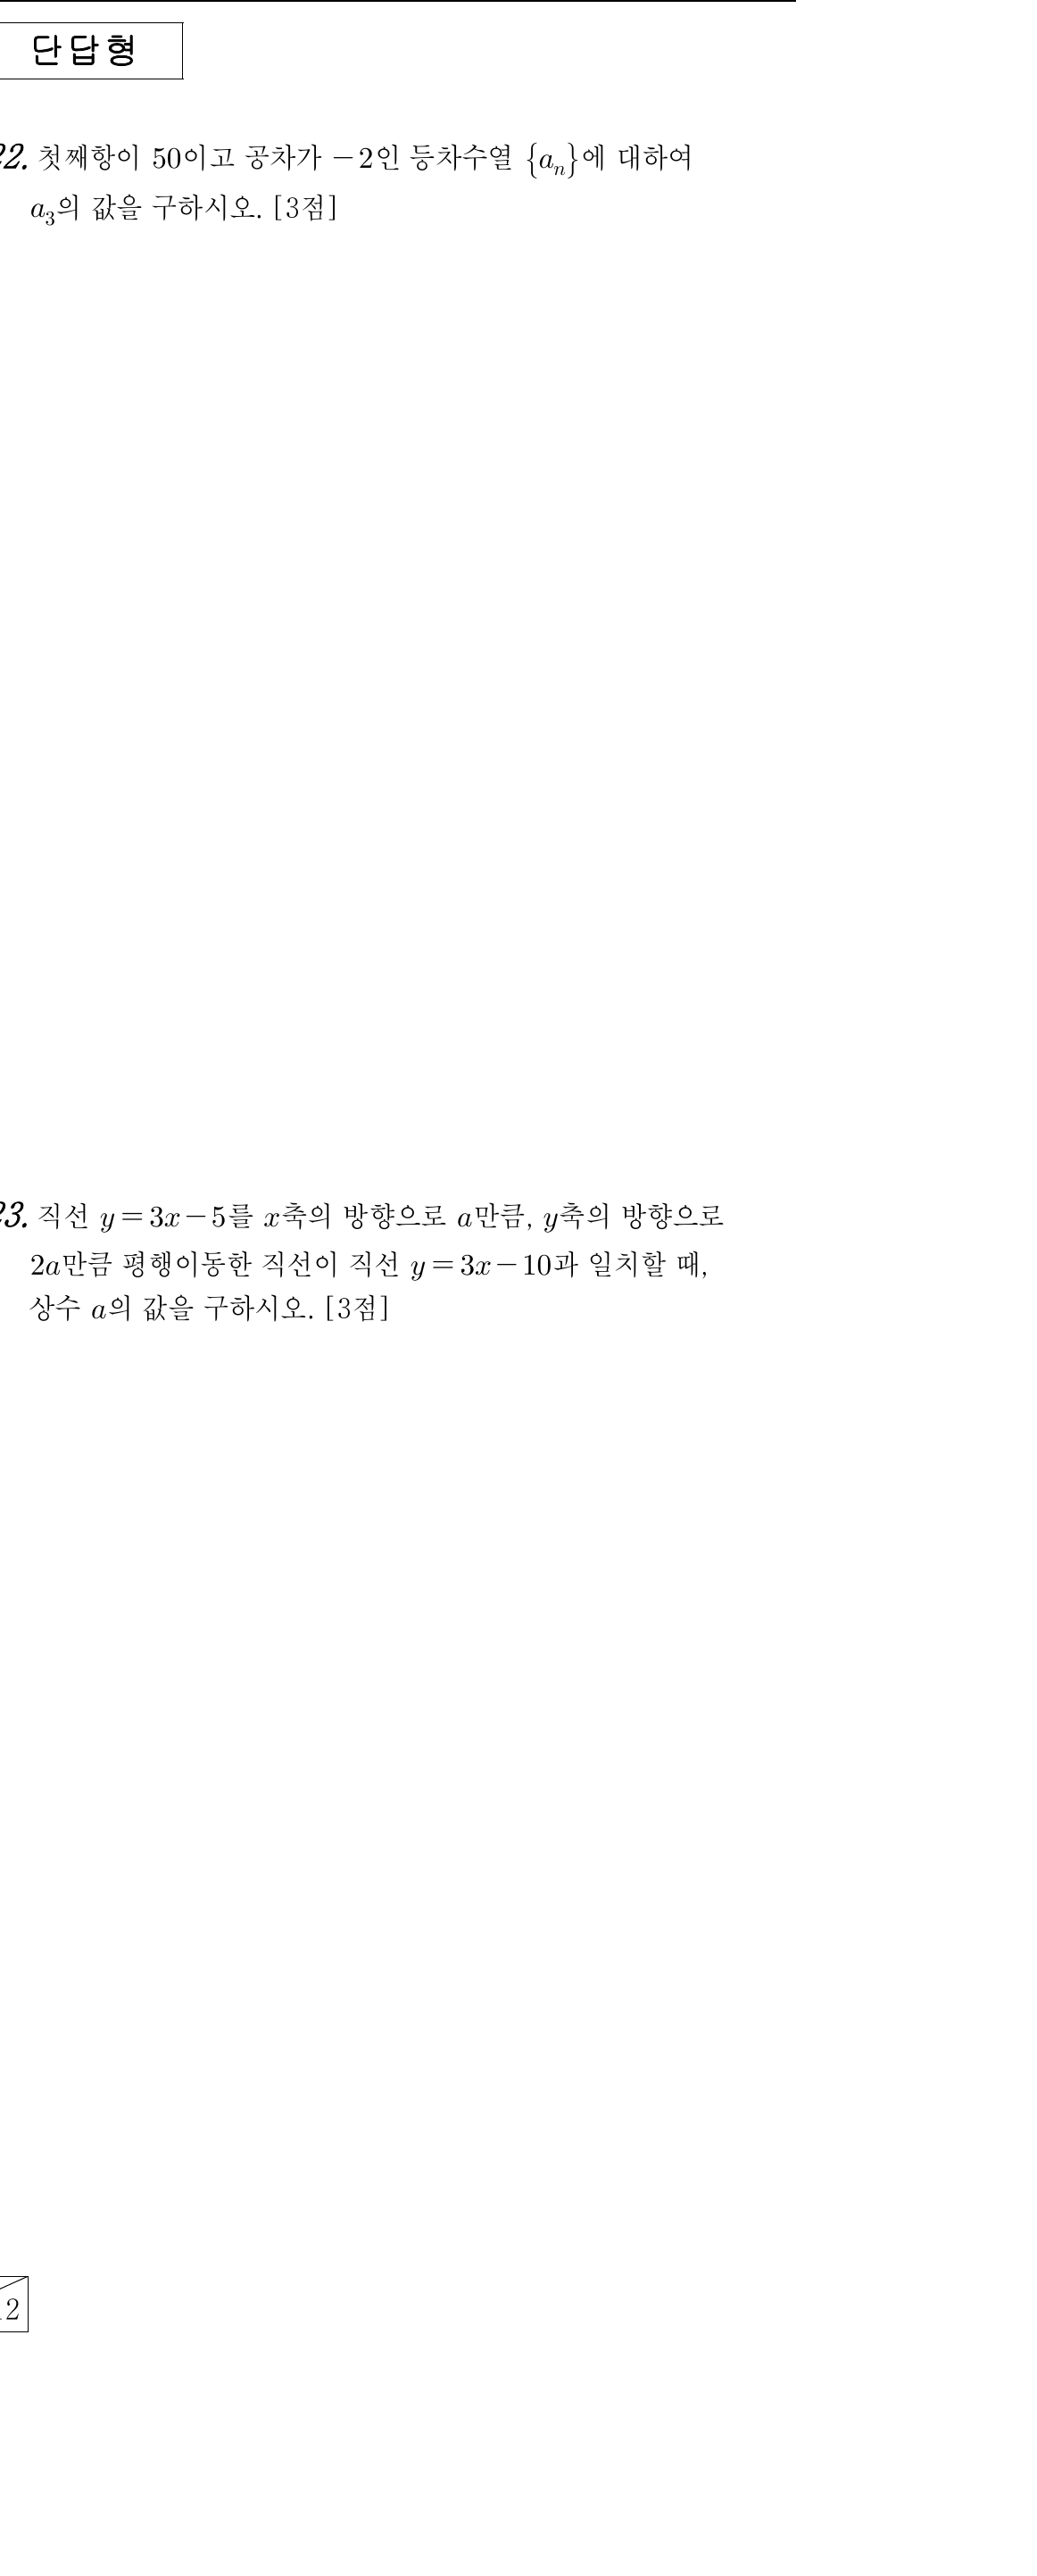 단답형
22. 첫째항이 50이고 공차가 −2인 등차수열 {aₙ}에 대하여
a₃의 값을 구하시오. [3점]
23. 직선 y=3x−5를 x축의 방향으로 a만큼, y축의 방향으로
2a만큼 평행이동한 직선이 직선 y=3x−10과 일치할 때,
상수 a의 값을 구하시오. [3점]
12